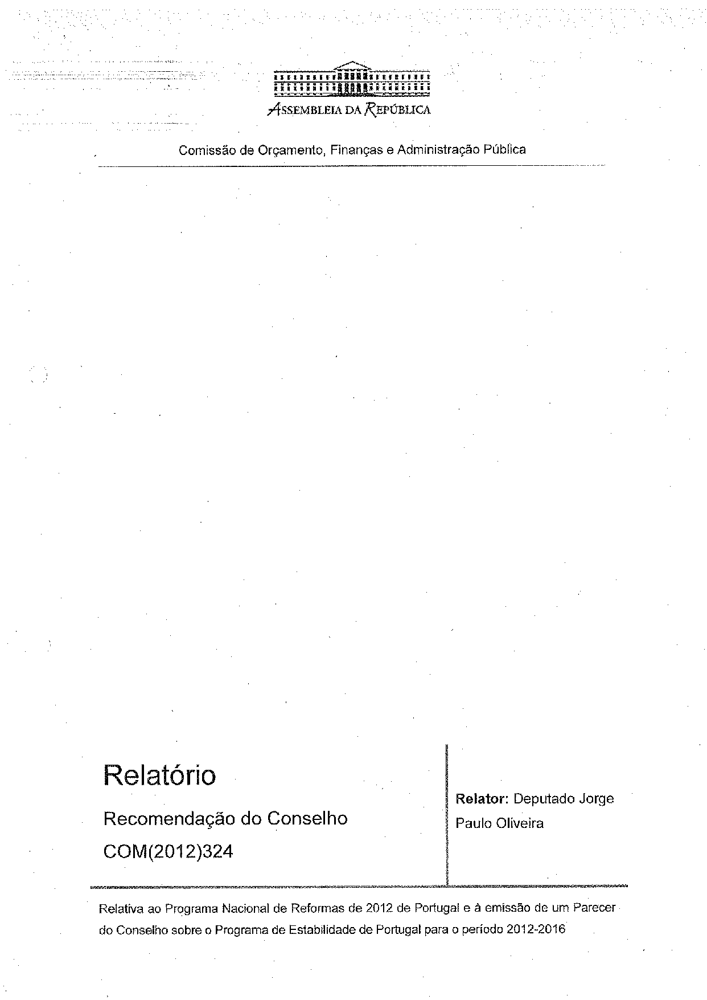 ASSEMBLEIA DA REPÚBLICA
Comissão de Orçamento, Finanças e Administração Pública
Relatório
Recomendação do Conselho
COM(2012)324
Relator: Deputado Jorge
Paulo Oliveira
Relativa ao Programa Nacional de Reformas de 2012 de Portugal e à emissão de um Parecer
do Conselho sobre o Programa de Estabilidade de Portugal para o período 2012-2016